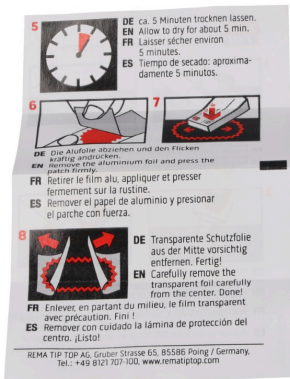 5
DE ca. 5 Minuten trocknen lassen.
EN Allow to dry for about 5 min.
FR Laisser sécher environ
5 minutes.
ES Tiempo de secado: aproxima-
damente 5 minutos.
6
7
DE Die Alufolie abziehen und den Flicken
kräftig andrücken.
EN Remove the aluminium foil and press the
patch firmly.
FR Retirer le film alu, appliquer et presser
fermement sur la rustine.
ES Remover el papel de aluminio y presionar
el parche con fuerza.
8
DE Transparente Schutzfolie
aus der Mitte vorsichtig
entfernen. Fertig!
EN Carefully remove the
transparent foil carefully
from the center. Done!
FR Enlever, en partant du milieu, le film transparent
avec précaution. Fini !
ES Remover con cuidado la lámina de protección del
centro. ¡Listo!
REMA TIP TOP AG, Gruber Strasse 65, 85586 Poing / Germany,
Tel.: +49 8121 707-100, www.rematiptop.com